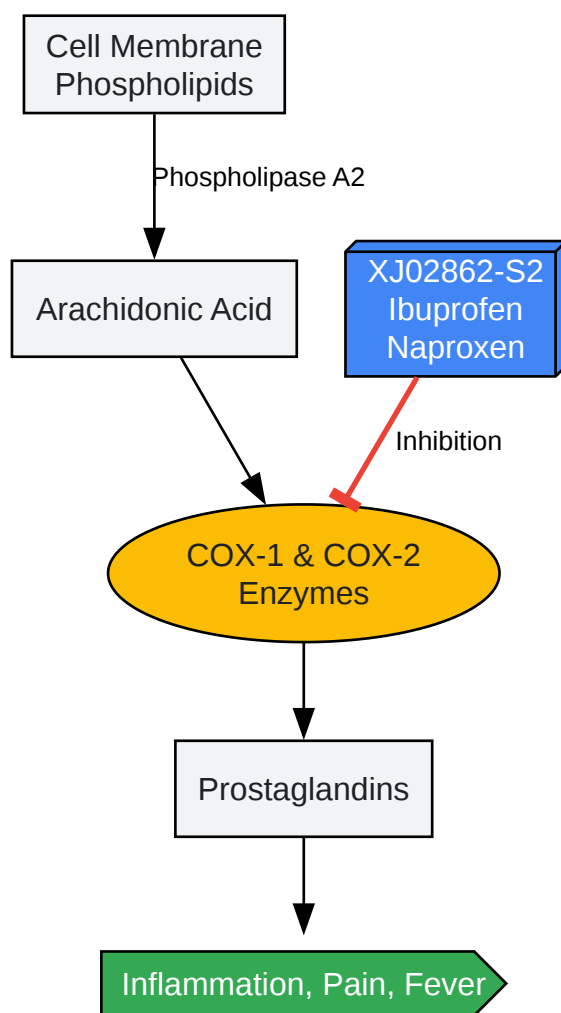 Cell Membrane
Phospholipids
Phospholipase A2
Arachidonic Acid
XJ02862-S2
Ibuprofen
Naproxen
Inhibition
COX-1 & COX-2
Enzymes
Prostaglandins
Inflammation, Pain, Fever